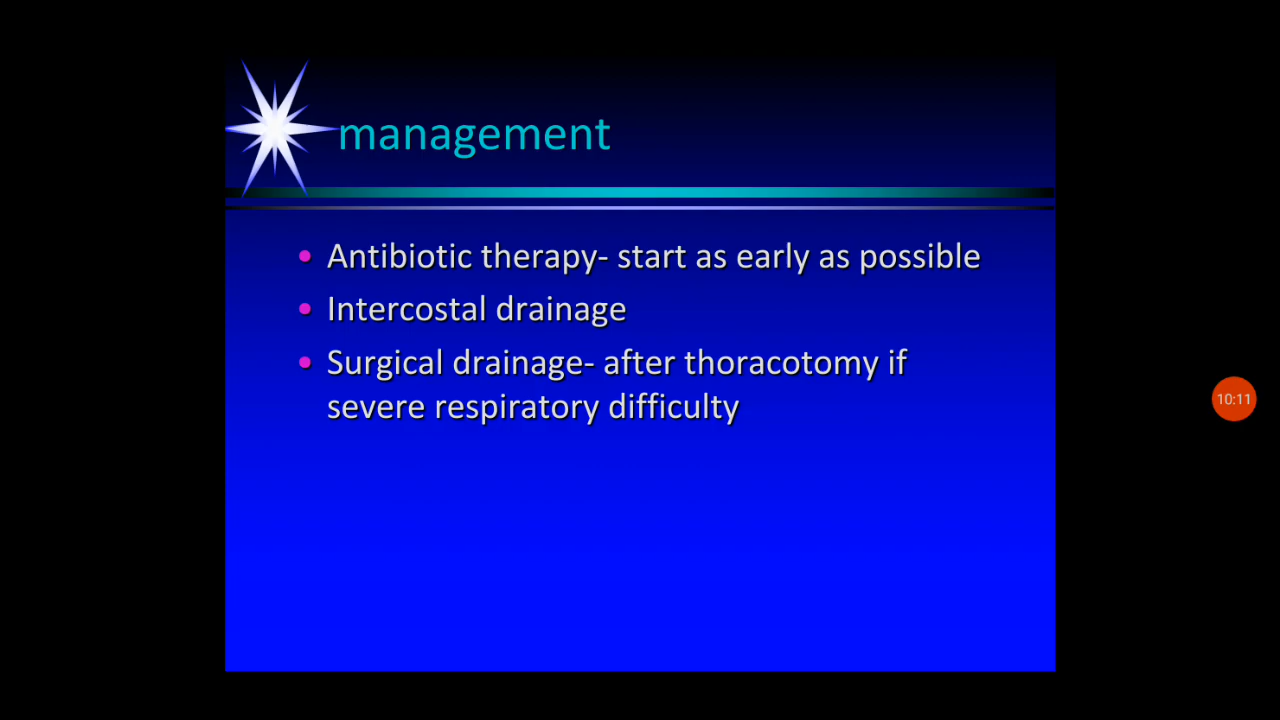 management
• Antibiotic therapy- start as early as possible
• Intercostal drainage
• Surgical drainage- after thoracotomy if
severe respiratory difficulty
10:11